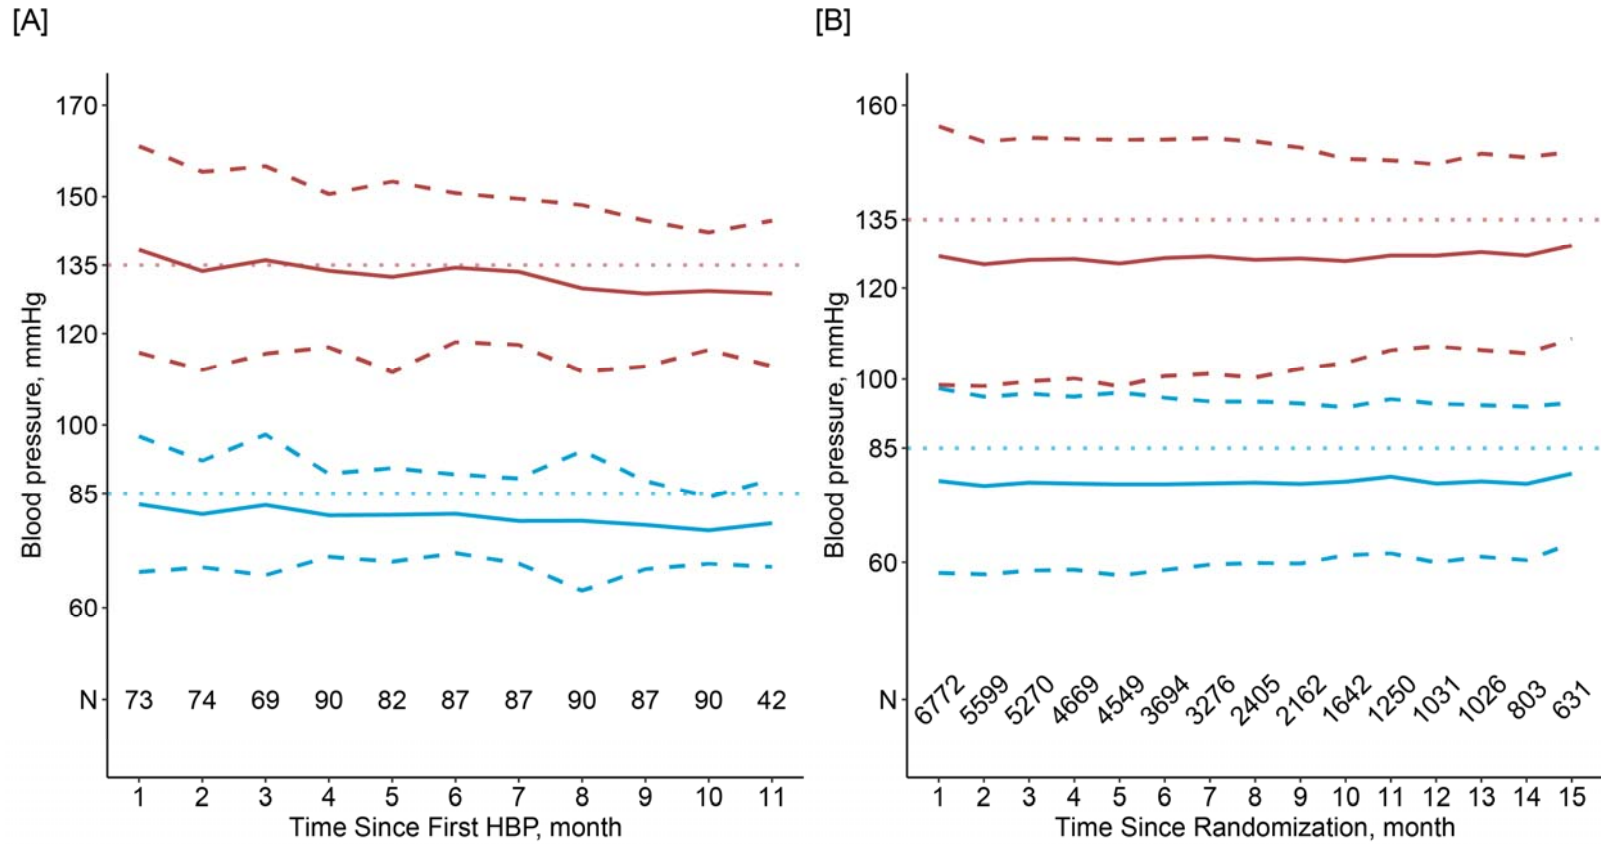 [A]
170
150
135
120
100
85
60
N 73 74 69 90 82 87 87 90 87 90 42
1 2 3 4 5 6 7 8 9 10 11
Time Since First HBP, month
Blood pressure, mmHg
[B]
160
135
120
100
85
60
N 6772 5599 5270 4669 4549 3694 3276 2405 2162 1642 1250 1031 1026 803 631
1 2 3 4 5 6 7 8 9 10 11 12 13 14 15
Time Since Randomization, month
Blood pressure, mmHg